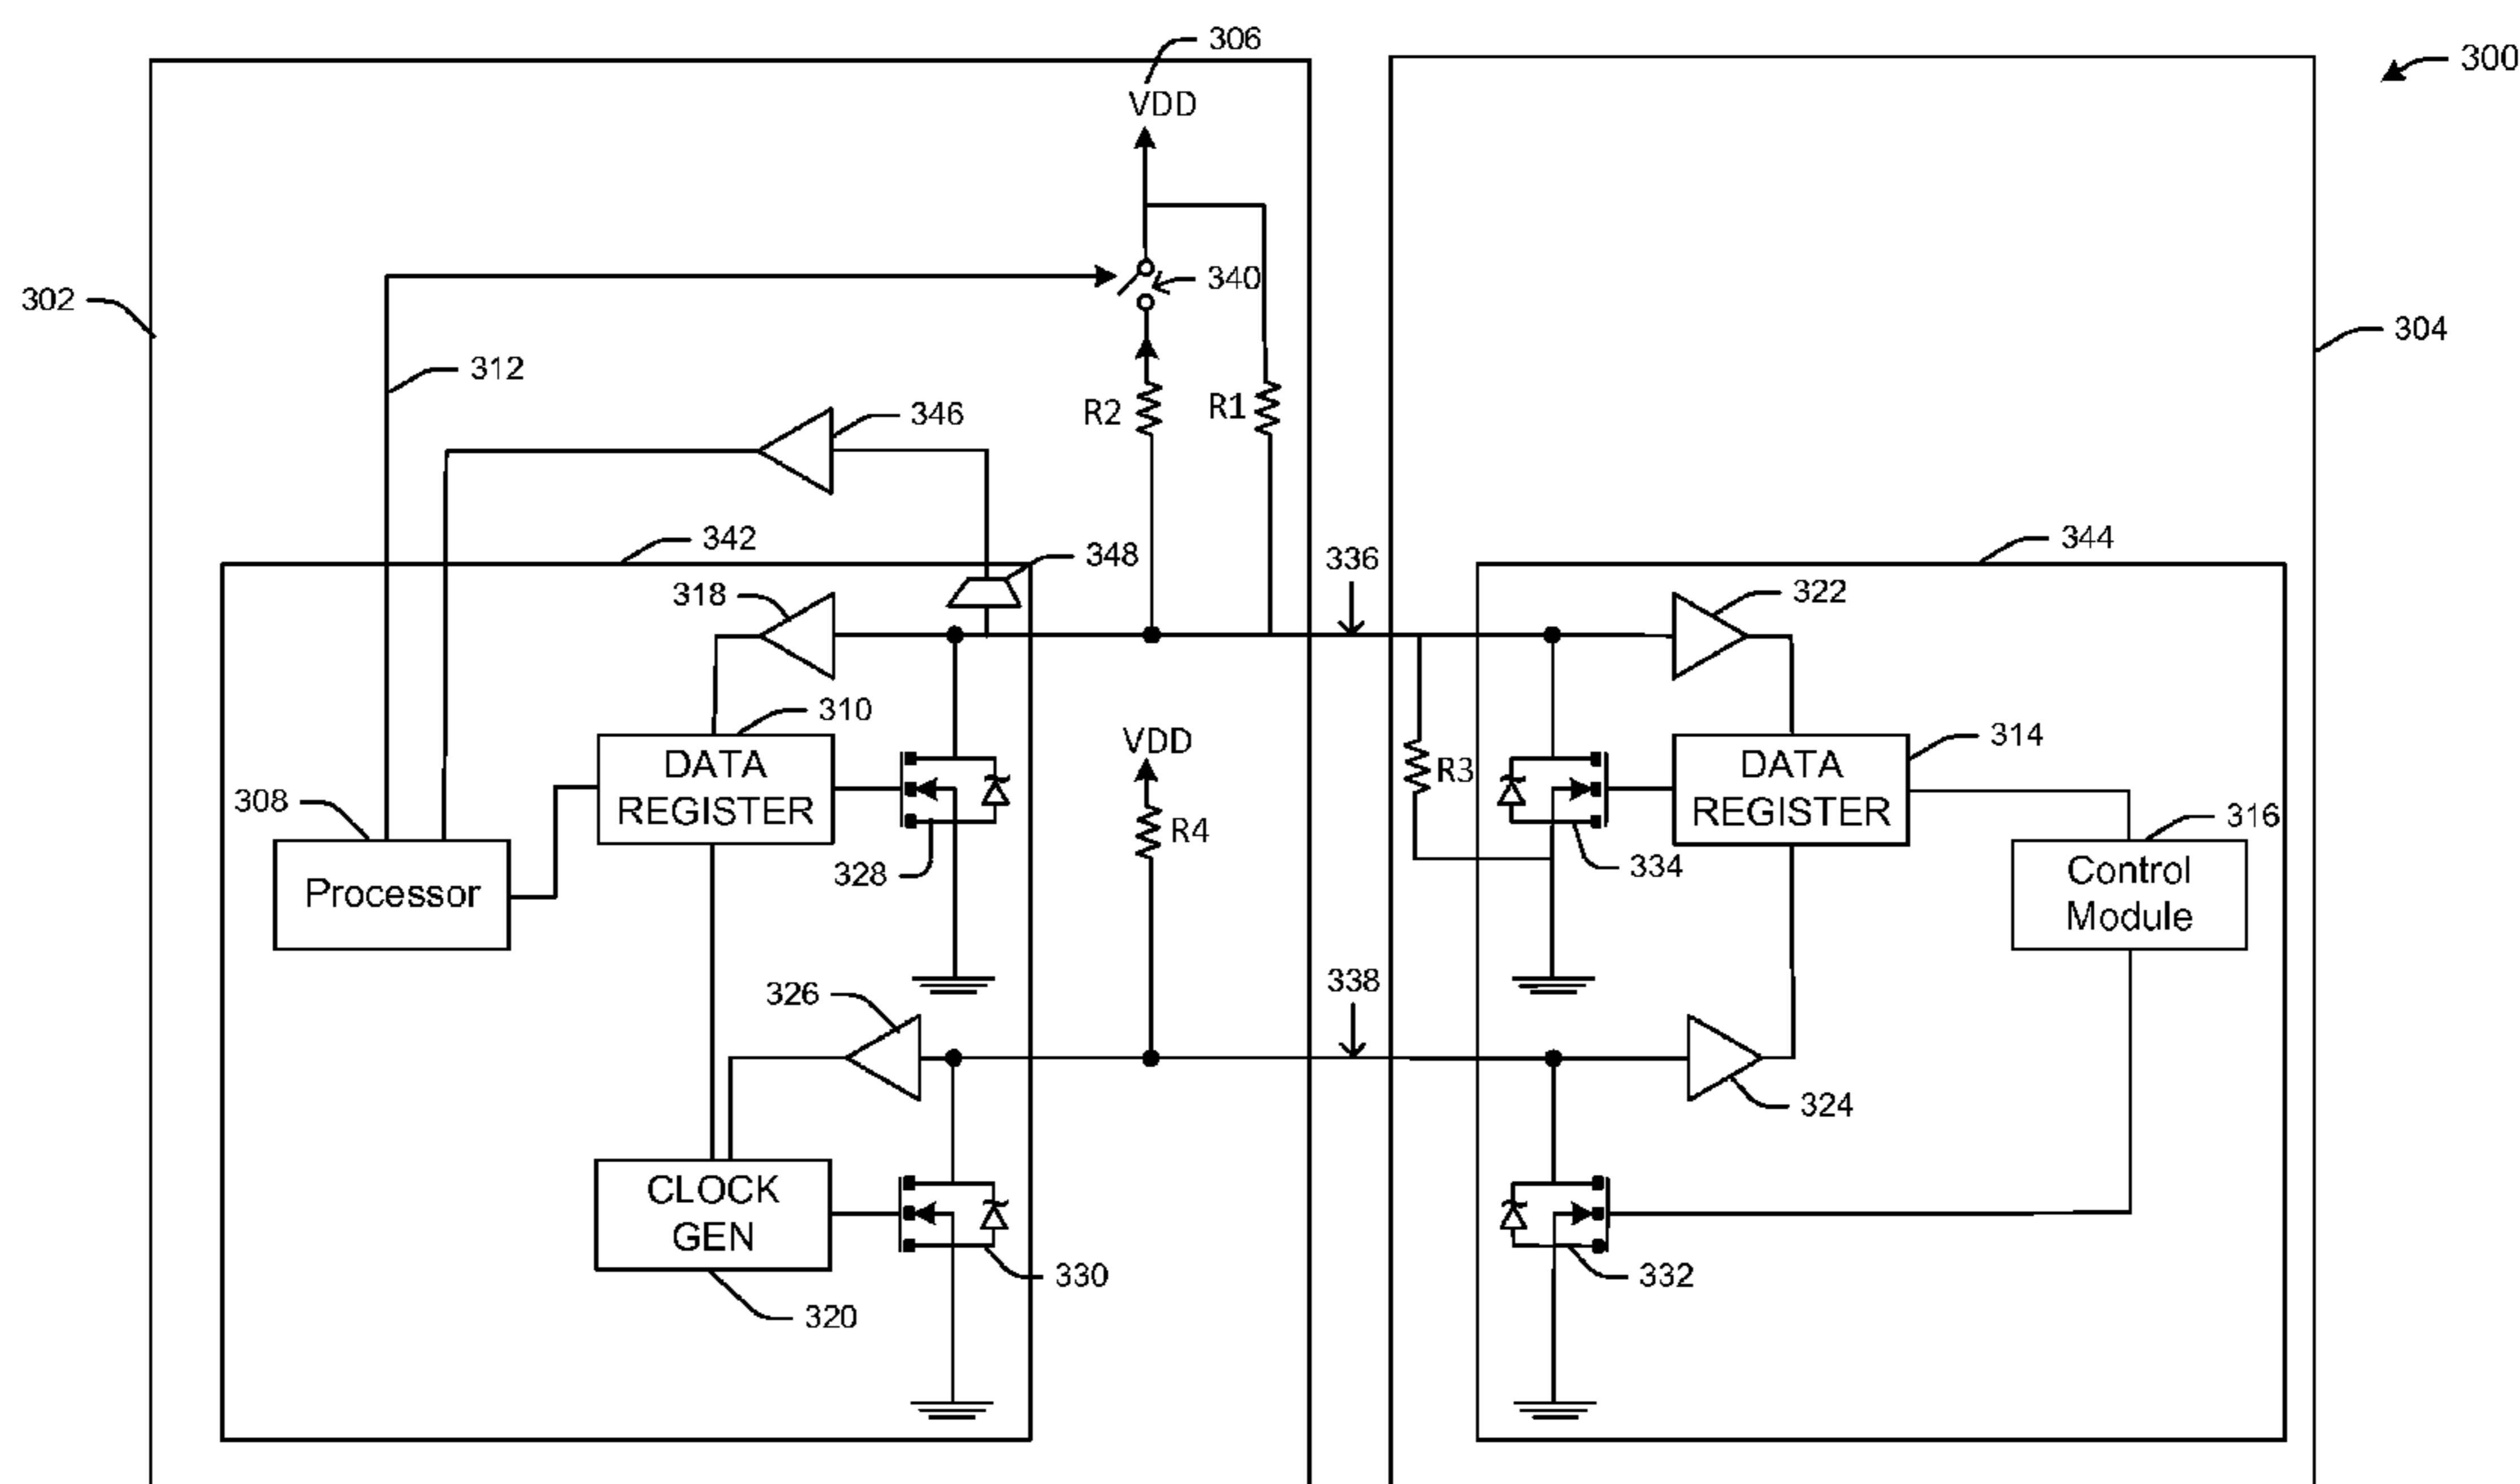 306
300
VDD
340
302
304
312
R2
R1
346
342
348
336
344
318
322
310
VDD
314
DATA
REGISTER
R3
DATA
REGISTER
308
R4
316
Processor
328
334
Control
Module
326
338
324
CLOCK
GEN
330
332
320